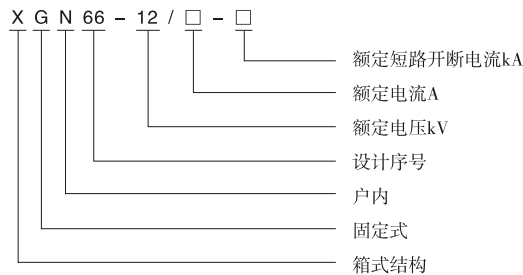 XGN66-12/□-□
额定短路开断电流kA
额定电流A
额定电压kV
设计序号
户内
固定式
箱式结构